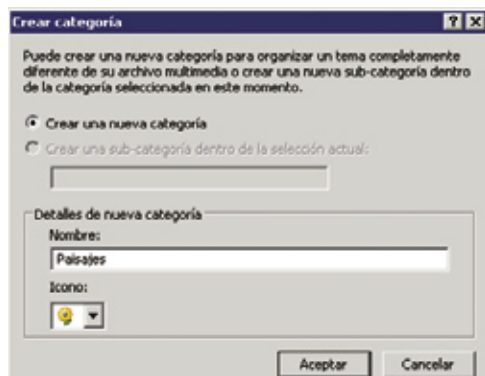 Crear categoría
Puede crear una nueva categoría para organizar un tema completamente
diferente de su archivo multimedia o crear una nueva sub-categoría dentro
de la categoría seleccionada en este momento.
Crear una nueva categoría
Crear una sub-categoría dentro de la selección actual:
Detalles de nueva categoría
Nombre:
Paisajes
Icono:
Aceptar Cancelar